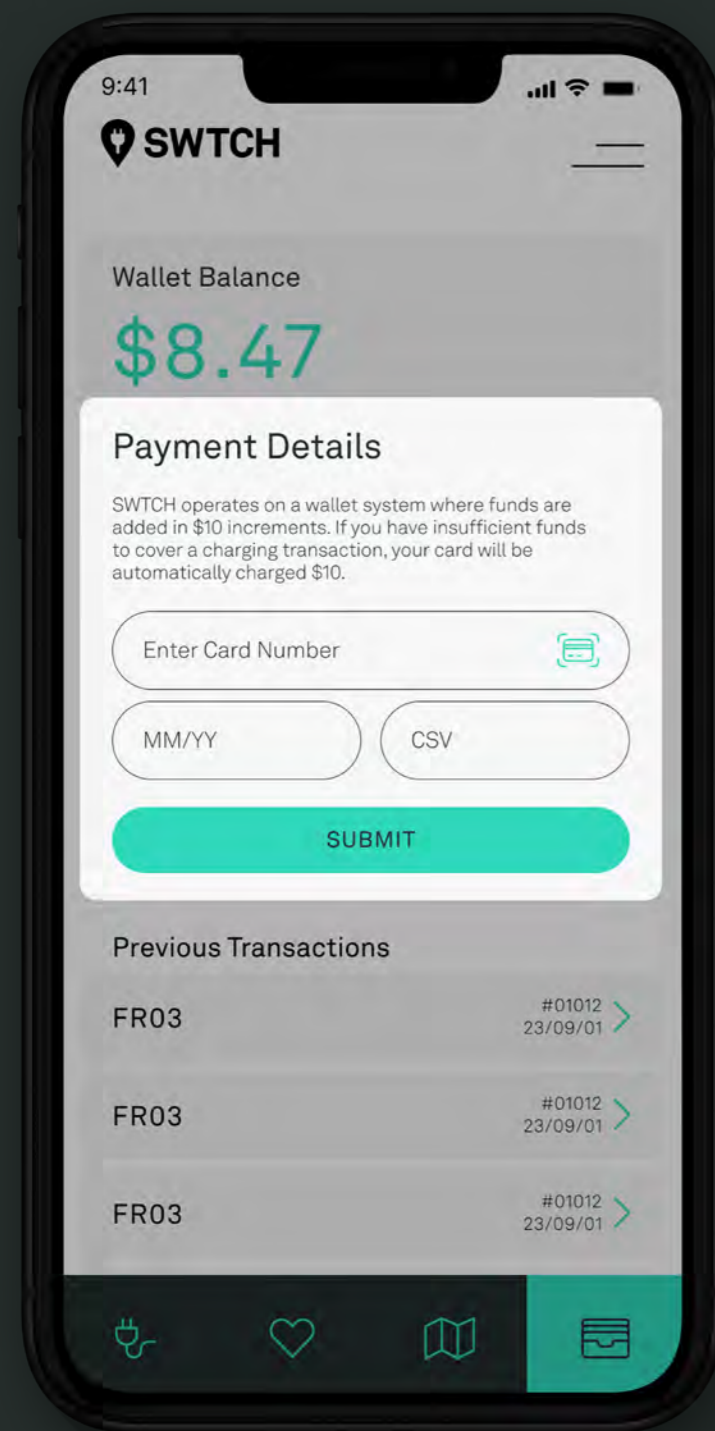 9:41
SWTCH
Wallet Balance
$8.47
Payment Details
SWTCH operates on a wallet system where funds are
added in $10 increments. If you have insufficient funds
to cover a charging transaction, your card will be
automatically charged $10.
Enter Card Number
MM/YY
CSV
SUBMIT
Previous Transactions
FR03
#01012
23/09/01
FR03
#01012
23/09/01
FR03
#01012
23/09/01